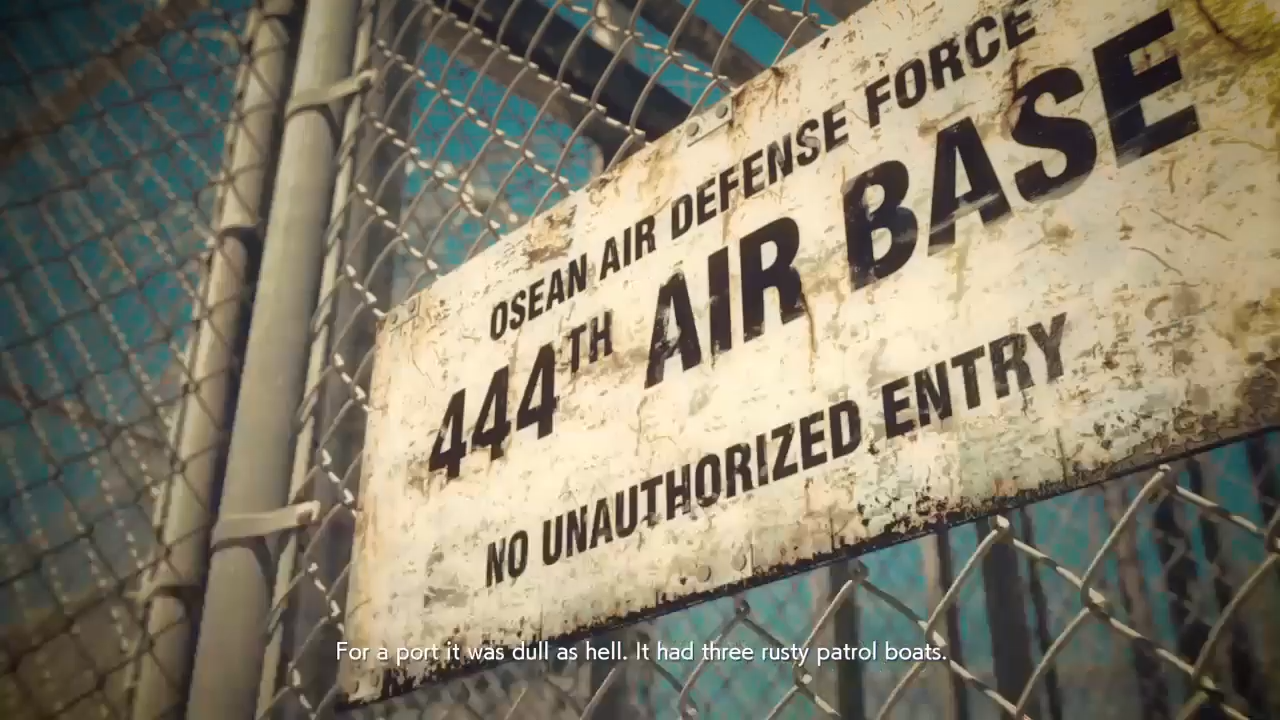 OSEAN AIR DEFENSE FORCE
444TH AIR BASE
NO UNAUTHORIZED ENTRY
For a port it was dull as hell. It had three rusty patrol boats.